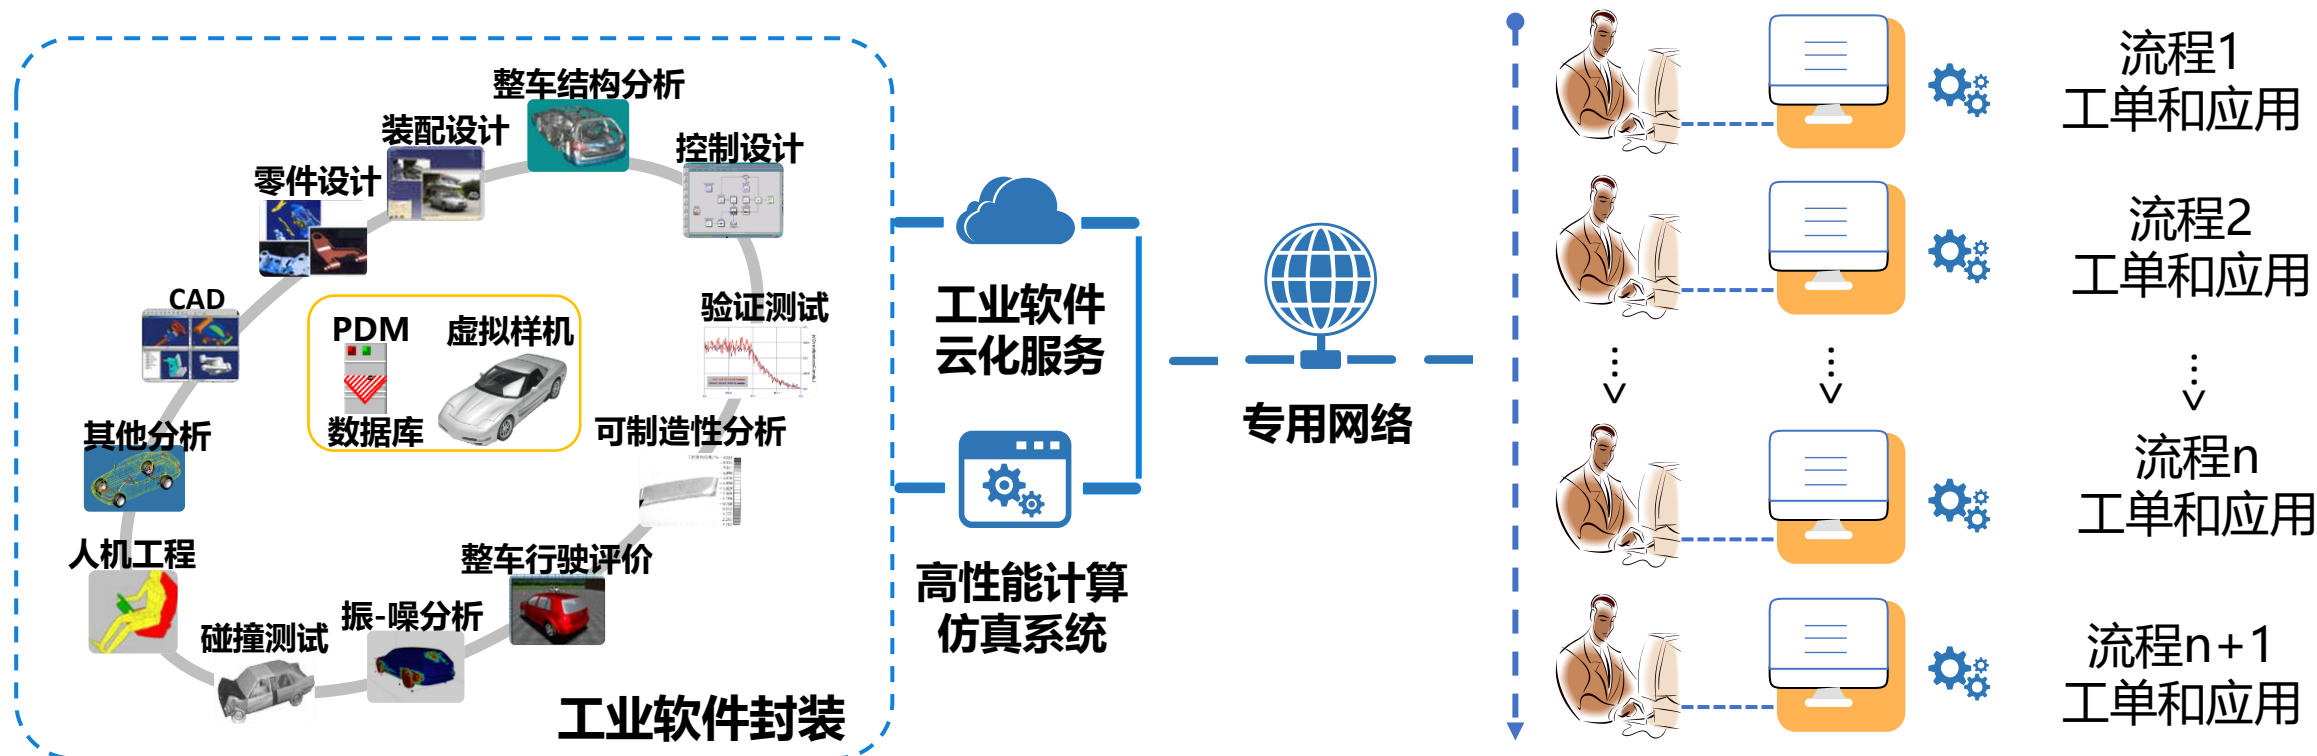 整车结构分析
装配设计
控制设计
零件设计
CAD
验证测试
PDM
虚拟样机
数据库
其他分析
可制造性分析
人机工程
整车行驶评价
振-噪分析
碰撞测试
工业软件封装
工业软件
云化服务
高性能计算
仿真系统
专用网络
流程1
工单和应用
流程2
工单和应用
流程n
工单和应用
流程n+1
工单和应用